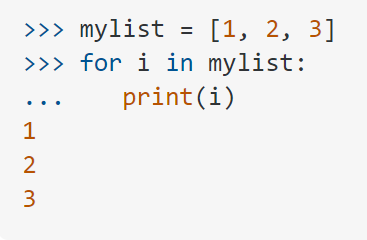 >>> mylist = [1, 2, 3]
>>> for i in mylist:
...    print(i)
1
2
3